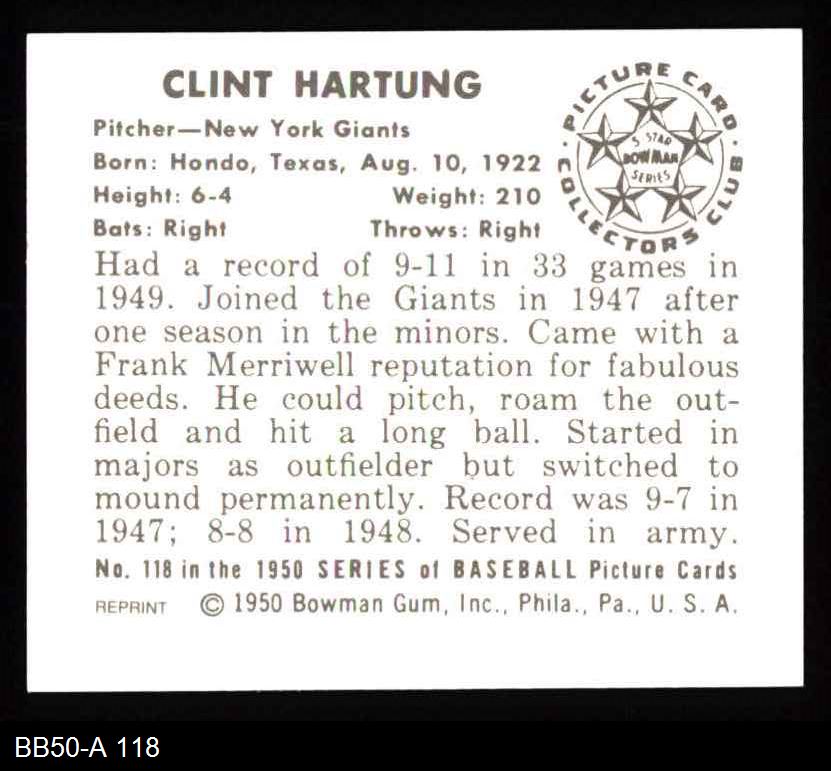 CLINT HARTUNG
Pitcher—New York Giants
Born: Hondo, Texas, Aug. 10, 1922
Height: 6-4 Weight: 210
Bats: Right Throws: Right
· PICTURE CARD ·
COLLECTORS CLUB
5 STAR
BOWMAN
SERIES
Had a record of 9-11 in 33 games in
1949. Joined the Giants in 1947 after
one season in the minors. Came with a
Frank Merriwell reputation for fabulous
deeds. He could pitch, roam the out-
field and hit a long ball. Started in
majors as outfielder but switched to
mound permanently. Record was 9-7 in
1947; 8-8 in 1948. Served in army.
No. 118 in the 1950 SERIES of BASEBALL Picture Cards
REPRINT © 1950 Bowman Gum, Inc., Phila., Pa., U. S. A.
BB50-A 118